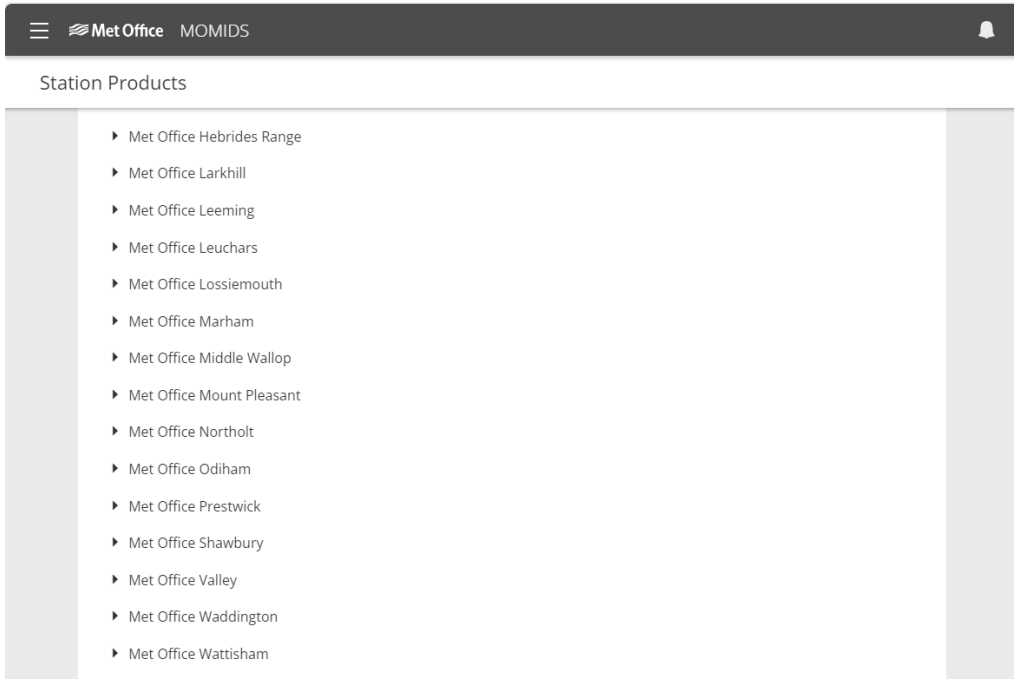 Met Office MOMIDS
Station Products
Met Office Hebrides Range
Met Office Larkhill
Met Office Leeming
Met Office Leuchars
Met Office Lossiemouth
Met Office Marham
Met Office Middle Wallop
Met Office Mount Pleasant
Met Office Northolt
Met Office Odiham
Met Office Prestwick
Met Office Shawbury
Met Office Valley
Met Office Waddington
Met Office Wattisham